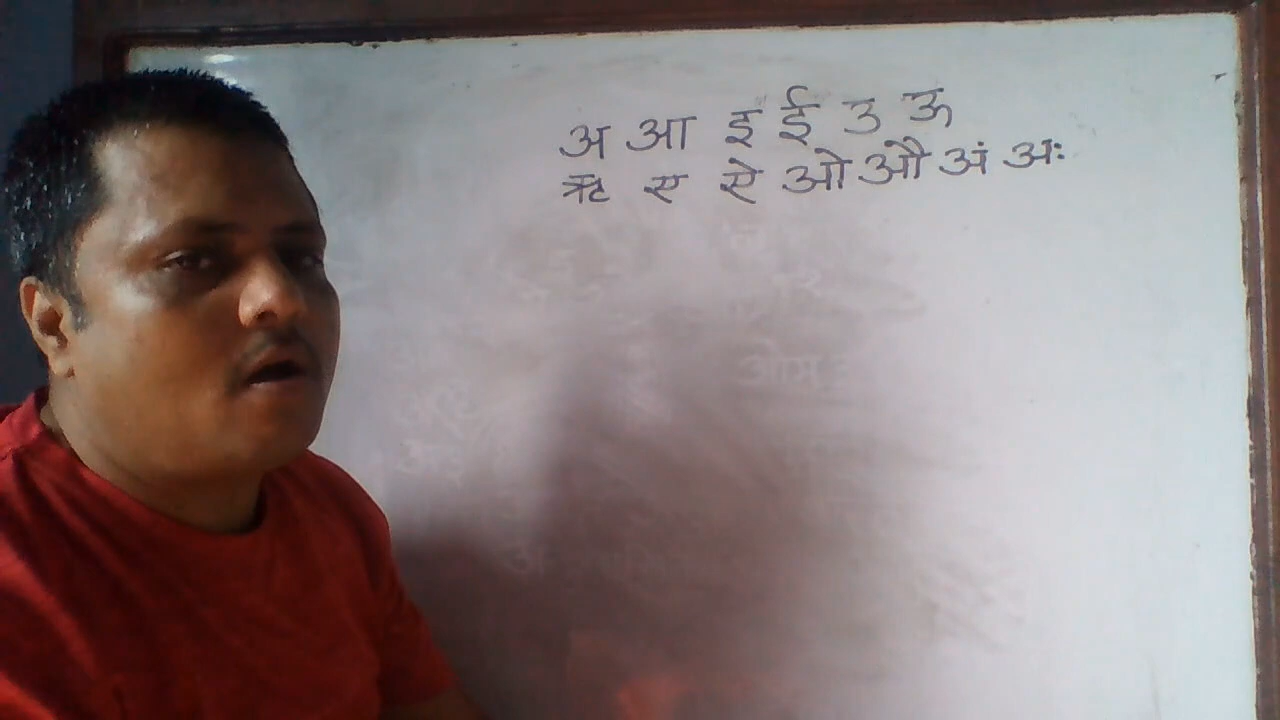 अ आ इ ई उ ऊ
ऋ ए ऐ ओ औ अं अः